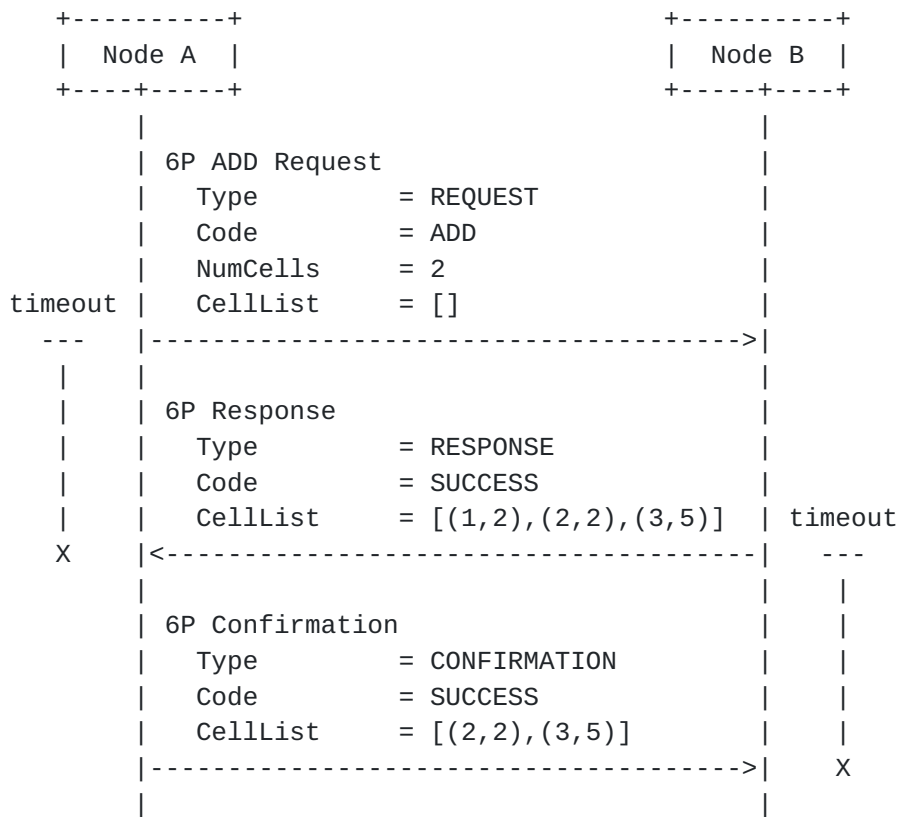 Node A Node B
6P ADD Request
Type = REQUEST
Code = ADD
NumCells = 2
timeout CellList = []
6P Response
Type = RESPONSE
Code = SUCCESS
CellList = [(1,2),(2,2),(3,5)] timeout
X
6P Confirmation
Type = CONFIRMATION
Code = SUCCESS
CellList = [(2,2),(3,5)]
X